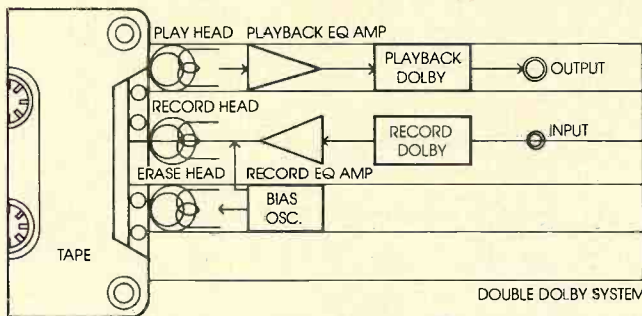 PLAY HEAD PLAYBACK EQ AMP
PLAYBACK
DOLBY
OUTPUT
RECORD HEAD
RECORD
DOLBY
INPUT
ERASE HEAD RECORD EQ AMP
BIAS
OSC.
TAPE
DOUBLE DOLBY SYSTEM